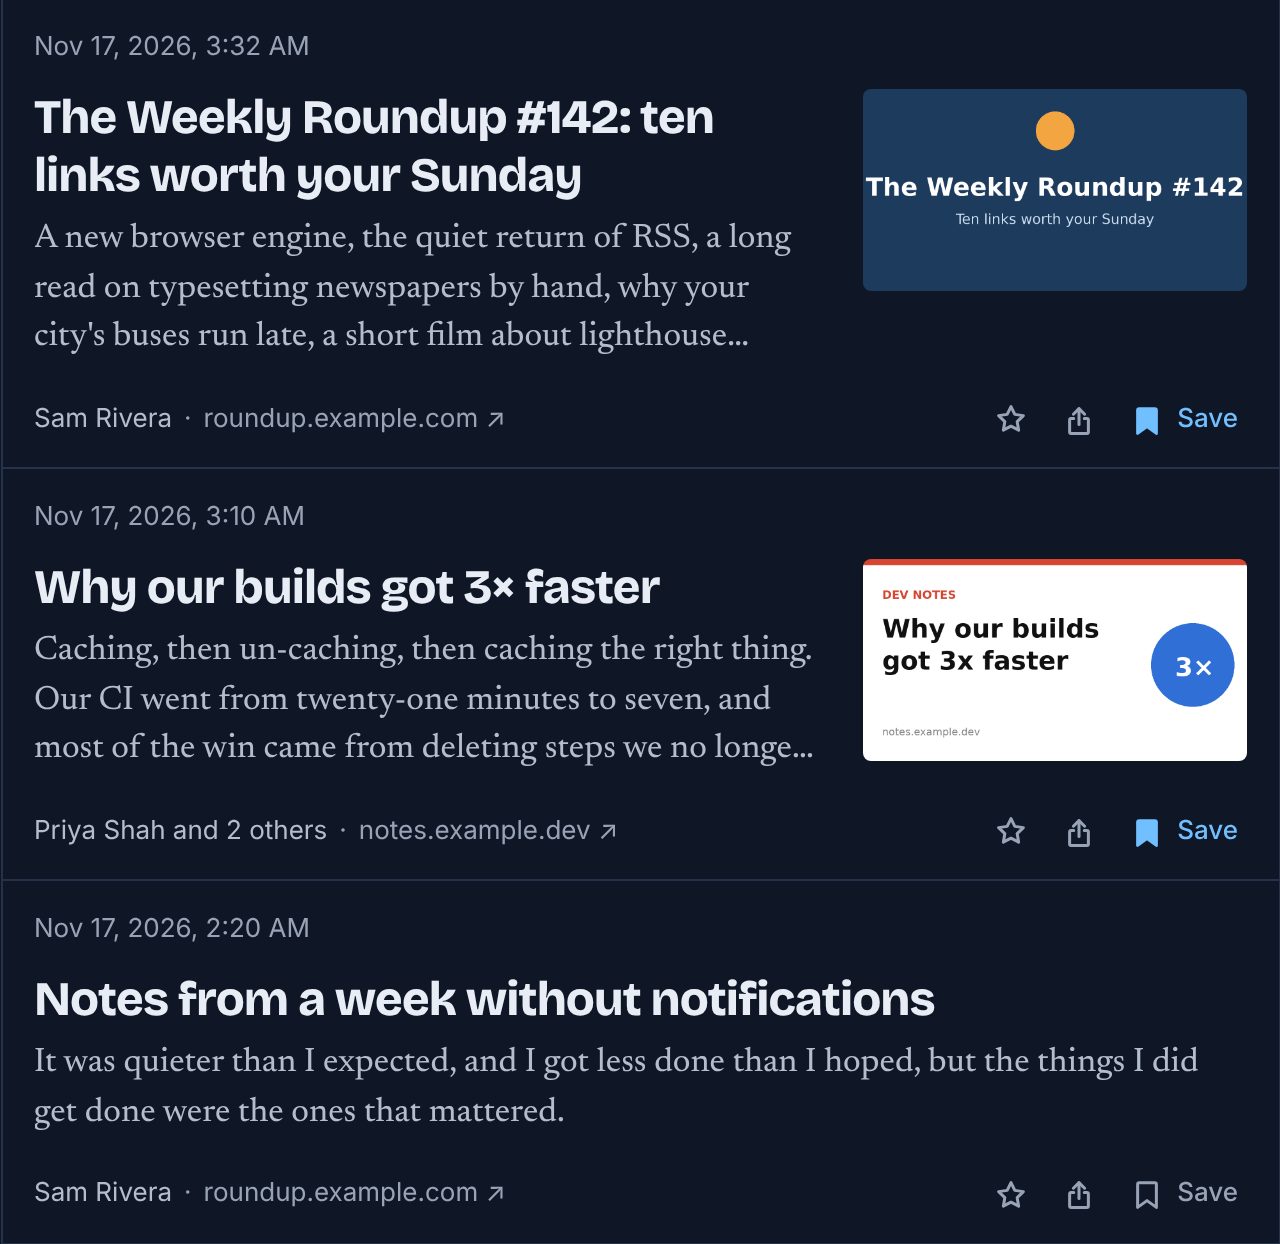 Nov 17, 2026, 3:32 AM
The Weekly Roundup #142: ten
links worth your Sunday
A new browser engine, the quiet return of RSS, a long
read on typesetting newspapers by hand, why your
city's buses run late, a short film about lighthouse...
The Weekly Roundup #142
Ten links worth your Sunday
Sam Rivera · roundup.example.com ↗
Save
Nov 17, 2026, 3:10 AM
Why our builds got 3× faster
Caching, then un-caching, then caching the right thing.
Our CI went from twenty-one minutes to seven, and
most of the win came from deleting steps we no longe...
DEV NOTES
Why our builds
got 3x faster
3×
notes.example.dev
Priya Shah and 2 others · notes.example.dev ↗
Save
Nov 17, 2026, 2:20 AM
Notes from a week without notifications
It was quieter than I expected, and I got less done than I hoped, but the things I did
get done were the ones that mattered.
Sam Rivera · roundup.example.com ↗
Save